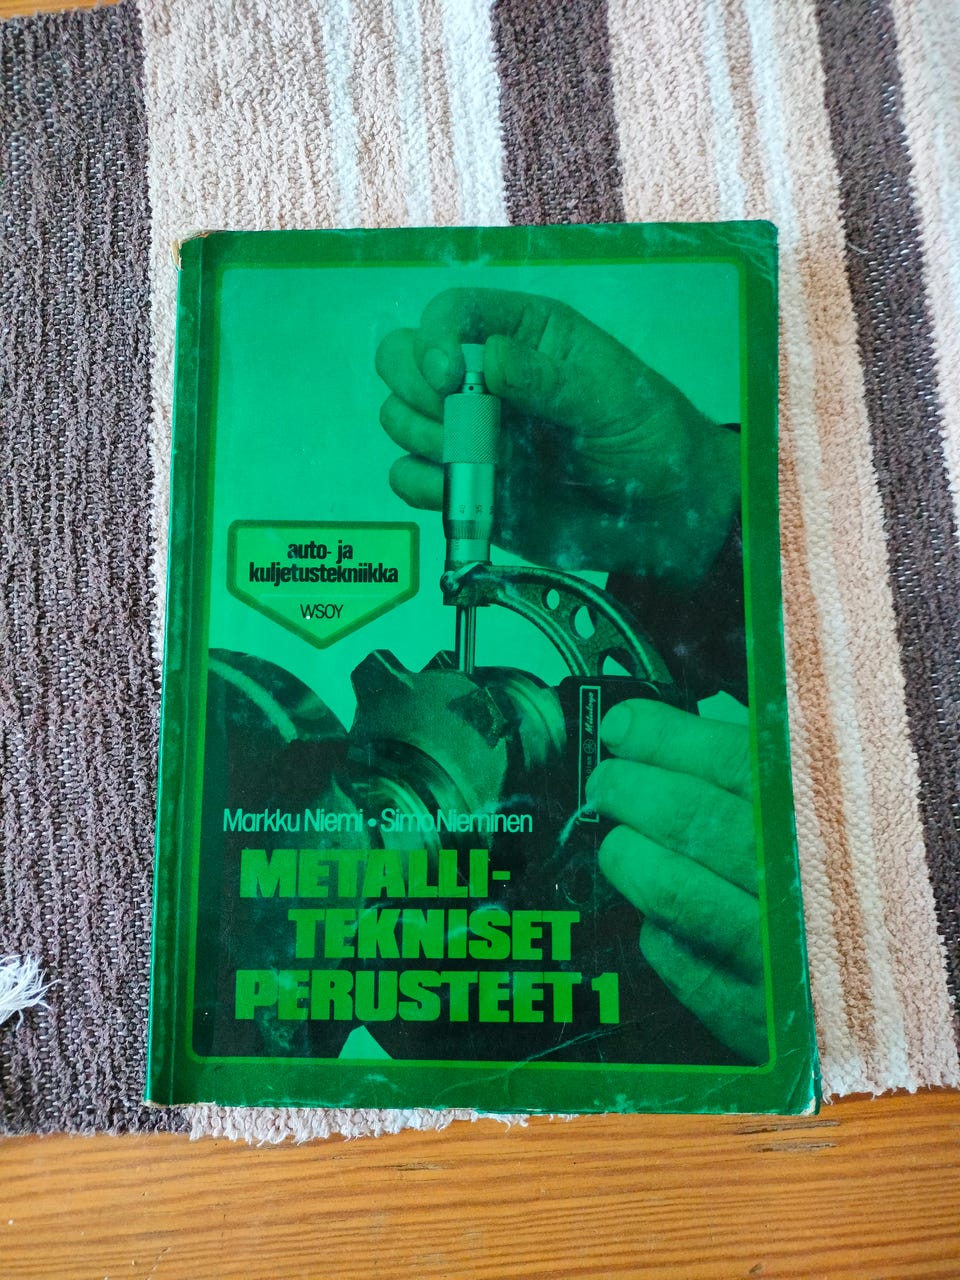 auto- ja
kuljetustekniikka
WSOY
Markku Niemi • Simo Nieminen
METALLI-
TEKNISET
PERUSTEET 1